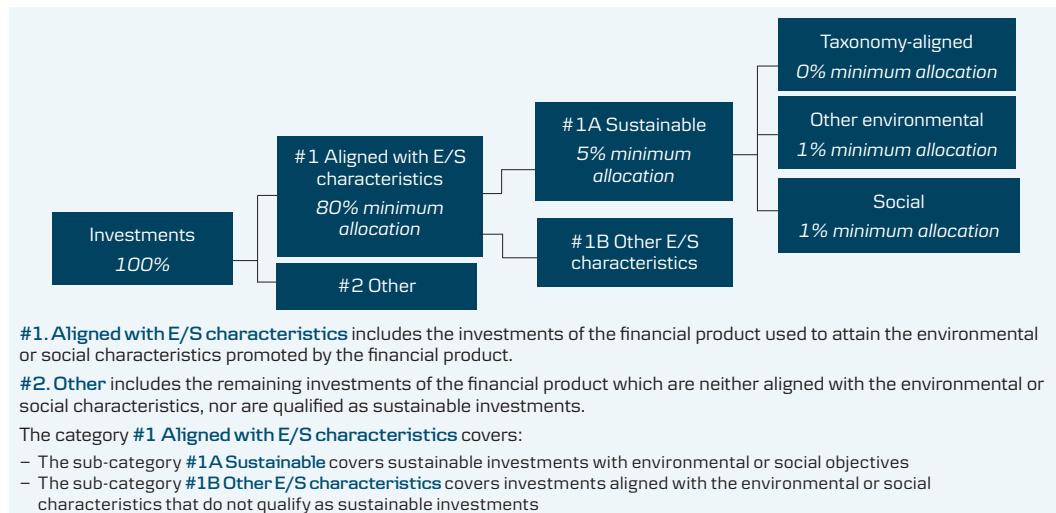 Taxonomy-aligned
0% minimum allocation
#1A Sustainable
5% minimum
allocation
Other environmental
1% minimum allocation
#1 Aligned with E/S
characteristics
80% minimum
allocation
Social
1% minimum allocation
Investments
100%
#1B Other E/S
characteristics
#2 Other
#1. Aligned with E/S characteristics includes the investments of the financial product used to attain the environmental
or social characteristics promoted by the financial product.
#2. Other includes the remaining investments of the financial product which are neither aligned with the environmental or
social characteristics, nor are qualified as sustainable investments.
The category #1 Aligned with E/S characteristics covers:
– The sub-category #1A Sustainable covers sustainable investments with environmental or social objectives
– The sub-category #1B Other E/S characteristics covers investments aligned with the environmental or social
characteristics that do not qualify as sustainable investments